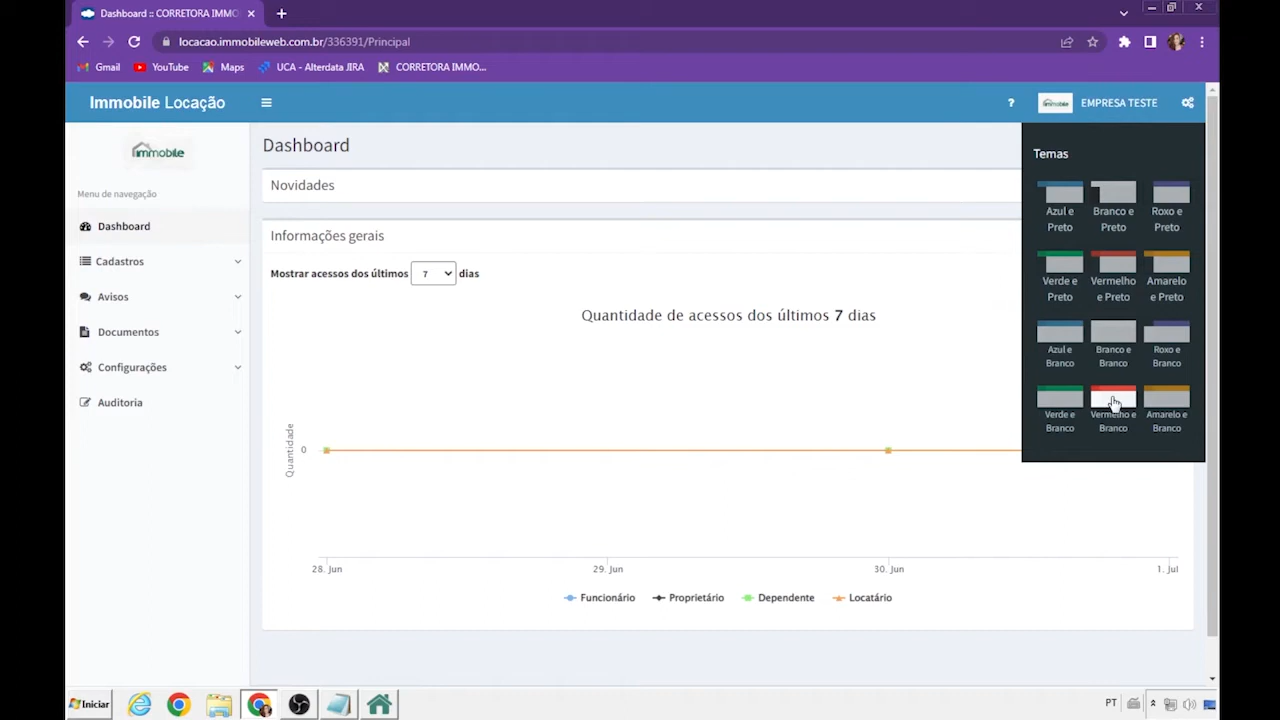 Dashboard :: CORRETORA IMMO
locacao.immobileweb.com.br/336391/Principal
Gmail YouTube Maps UCA - Alterdata JIRA CORRETORA IMMO...
Immobile Locação
? immobile EMPRESA TESTE
immobile
Menu de navegação
Dashboard
Cadastros
Avisos
Documentos
Configurações
Auditoria
Dashboard
Novidades
Informações gerais
Mostrar acessos dos últimos 7 dias
Quantidade de acessos dos últimos 7 dias
Quantidade
0
28. Jun 29. Jun 30. Jun 1. Jul
Funcionário Proprietário Dependente Locatário
Temas
Azul e Preto
Branco e Preto
Roxo e Preto
Verde e Preto
Vermelho e Preto
Amarelo e Preto
Azul e Branco
Branco e Branco
Roxo e Branco
Verde e Branco
Vermelho e Branco
Amarelo e Branco
Iniciar
PT